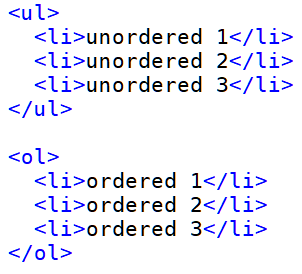 <ul>
  <li>unordered 1</li>
  <li>unordered 2</li>
  <li>unordered 3</li>
</ul>

<ol>
  <li>ordered 1</li>
  <li>ordered 2</li>
  <li>ordered 3</li>
</ol>